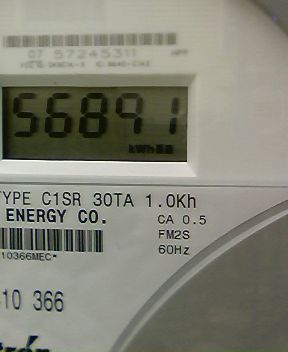 07 57245311
56891
kWh
TYPE C1SR 30TA 1.0Kh
ENERGY CO.
CA 0.5
FM2S
60Hz
10366MEC*
10 366